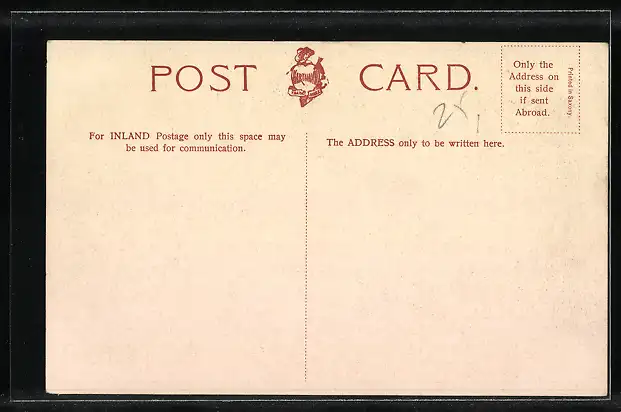 POST CARD.
HARTMANN
Only the
Address on
this side
if sent
Abroad.
Printed in Saxony.
For INLAND Postage only this space may
be used for communication.
The ADDRESS only to be written here.